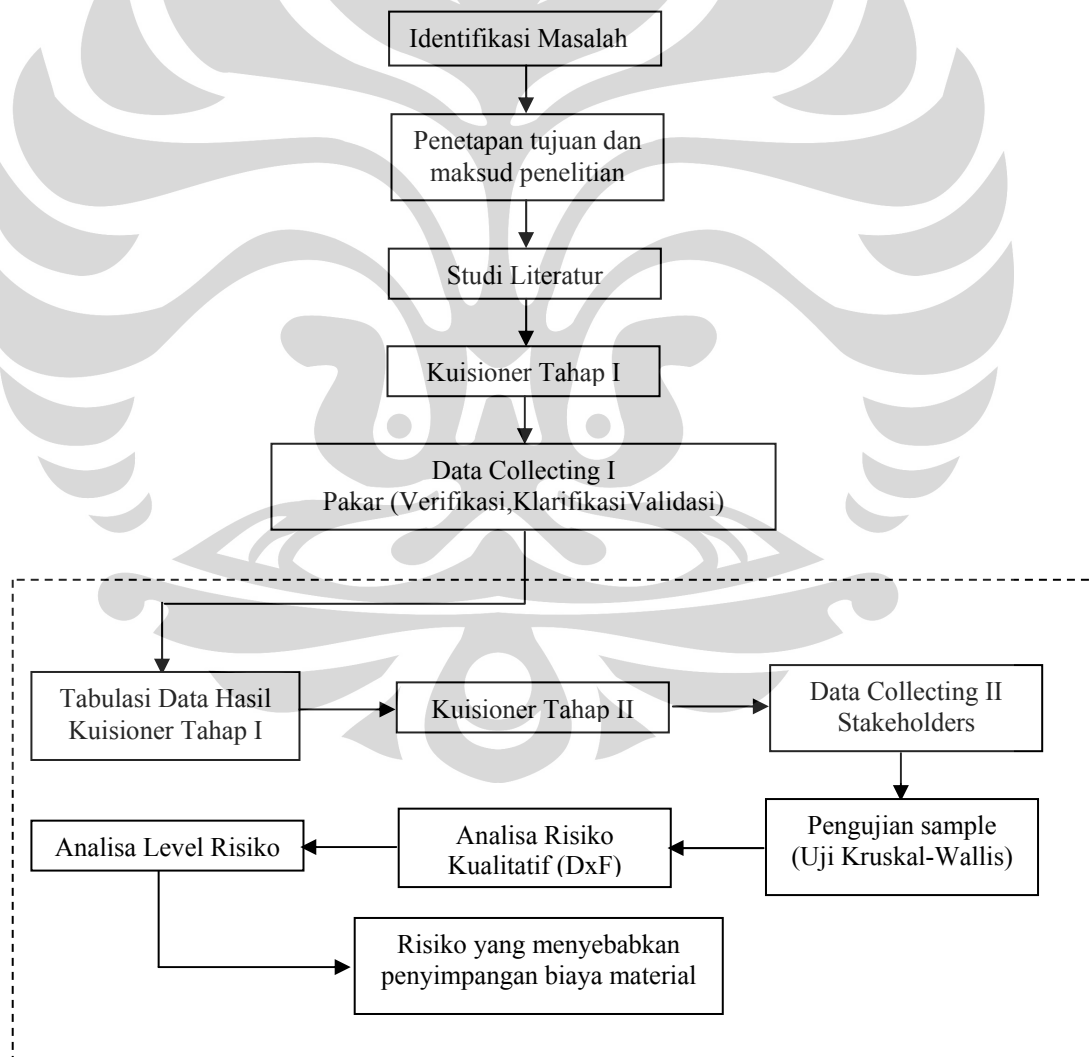 Identifikasi Masalah
Penetapan tujuan dan
maksud penelitian
Studi Literatur
Kuisioner Tahap I
Data Collecting I
Pakar (Verifikasi,KlarifikasiValidasi)
Tabulasi Data Hasil
Kuisioner Tahap I
Kuisioner Tahap II
Data Collecting II
Stakeholders
Pengujian sample
(Uji Kruskal-Wallis)
Analisa Risiko
Kualitatif (DxF)
Analisa Level Risiko
Risiko yang menyebabkan
penyimpangan biaya material